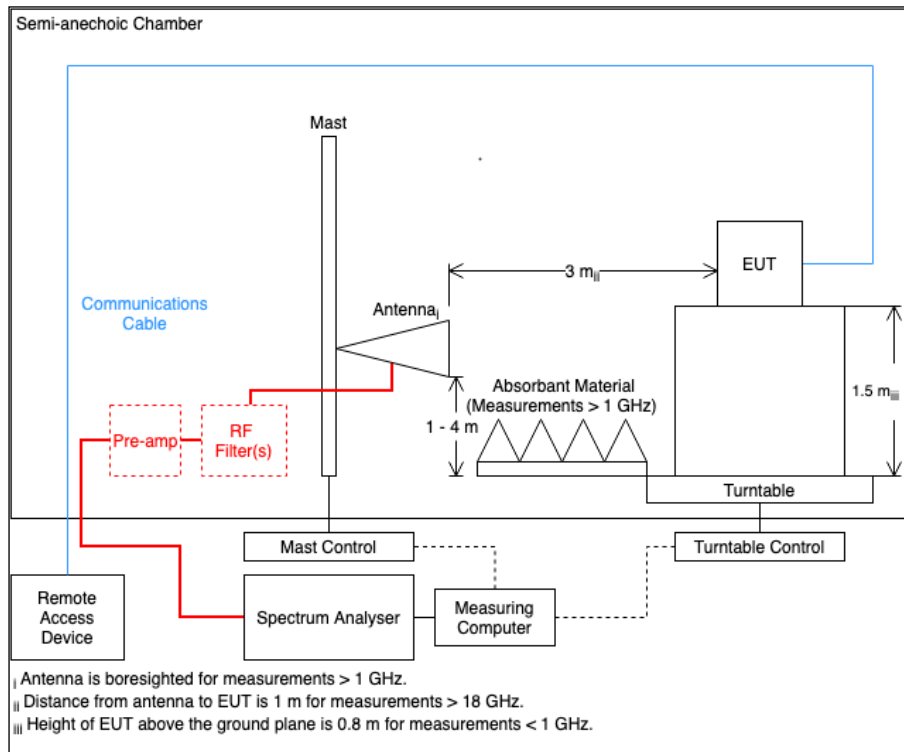 Semi-anechoic Chamber
Mast
EUT
3 m ii
Communications
Cable
Antenna i
Absorbant Material
(Measurements > 1 GHz)
1.5 m iii
1 - 4 m
Pre-amp
RF
Filter(s)
Turntable
Mast Control
Turntable Control
Remote
Access
Device
Spectrum Analyser
Measuring
Computer
i Antenna is boresighted for measurements > 1 GHz.
ii Distance from antenna to EUT is 1 m for measurements > 18 GHz.
iii Height of EUT above the ground plane is 0.8 m for measurements < 1 GHz.